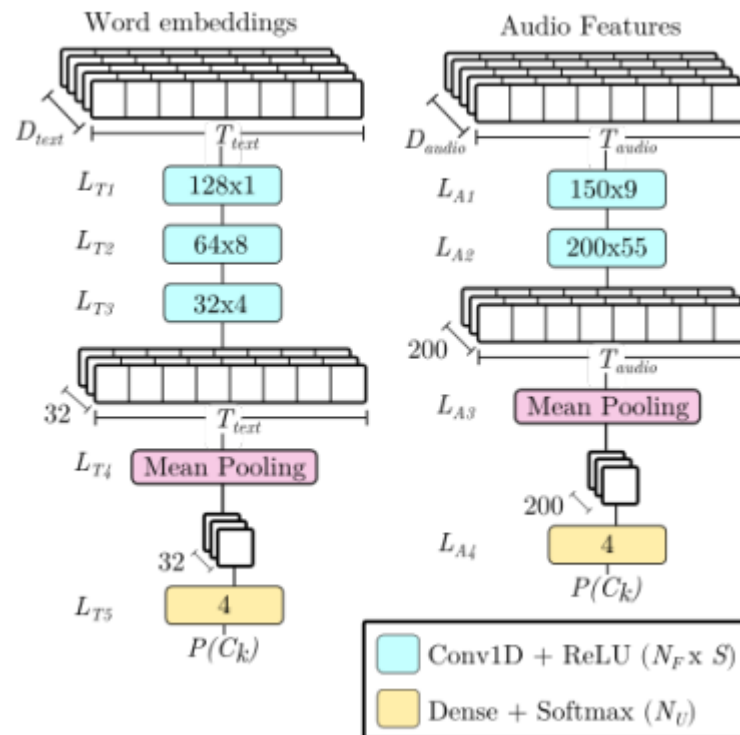 Word embeddings
D_text
T_text
L_T1
128x1
L_T2
64x8
L_T3
32x4
32
T_text
L_T4
Mean Pooling
32
L_T5
4
P(C_k)
Audio Features
D_audio
T_audio
L_A1
150x9
L_A2
200x55
200
T_audio
L_A3
Mean Pooling
200
L_A4
4
P(C_k)
Conv1D + ReLU (N_F x S)
Dense + Softmax (N_U)